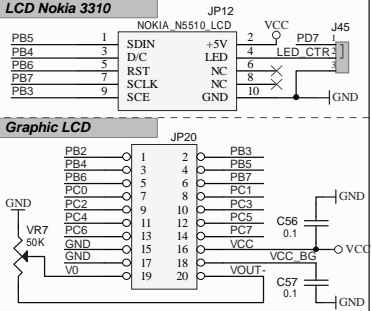 LCD Nokia 3310
JP12
NOKIA_N5510_LCD
VCC
J45
PB5 1 SDIN +5V 2 PD7 1
PB4 3 D/C LED 4 LED_CTR 2
PB6 5 RST NC 6 3
PB7 7 SCLK NC 8
PB3 9 SCE GND 10 GND
Graphic LCD
JP20
PB2 1 2 PB3
PB4 3 4 PB5
PB6 5 6 PB7
PC0 7 8 PC1
PC2 9 10 PC3
PC4 11 12 PC5
PC6 13 14 PC7
GND 15 16 VCC
GND 17 18 VCC_BG
V0 19 20 VOUT-
GND
VR7
50K
GND
C56
0.1
VCC
C57
0.1
GND